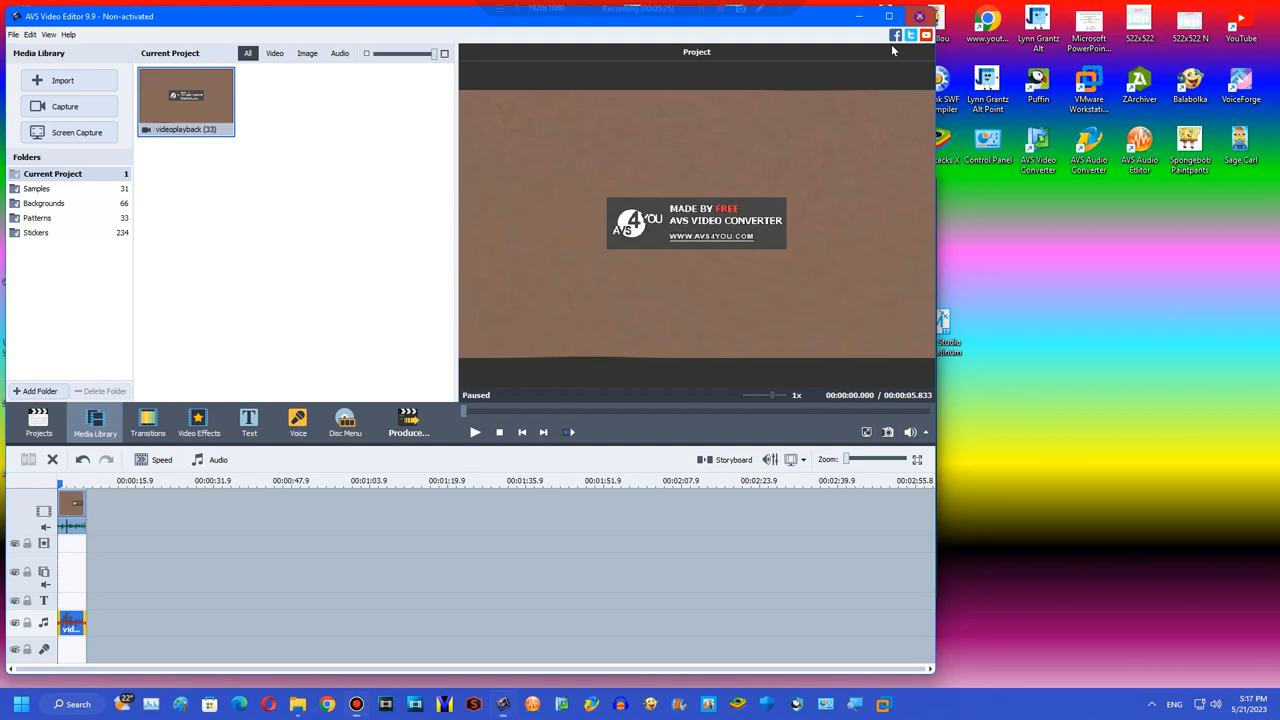 AVS Video Editor 9.9 - Non-activated
1920x1080
Recording (00:05:25)
File Edit View Help
Media Library
Import
Capture
Screen Capture
Folders
Current Project 1
Samples 31
Backgrounds 66
Patterns 33
Stickers 234
Add Folder
Delete Folder
Current Project
All Video Image Audio
videoplayback (33)
Project
AVS4YOU
MADE BY FREE
AVS VIDEO CONVERTER
WWW.AVS4YOU.COM
Paused
1x
00:00:00.000 / 00:00:05.833
Projects
Media Library
Transitions
Video Effects
Text
Voice
Disc Menu
Produce...
Speed
Audio
Storyboard
Zoom:
00:00:15.9 00:00:31.9 00:00:47.9 00:01:03.9 00:01:19.9 00:01:35.9 00:01:51.9 00:02:07.9 00:02:23.9 00:02:39.9 00:02:55.8
T
vid...
www.yout...
Lynn Grantz Alt
Microsoft PowerPoin...
522x522
522x522 N
YouTube
Lynn Grantz Alt Point
Puffin
VMware Workstati...
ZArchiver
Balabolka
VoiceForge
Control Panel
AVS Video Converter
AVS Audio Converter
AVS Audio Editor
Spongebob Paintpants
Sage Carl
Search
22°
5:17 PM
5/21/2023